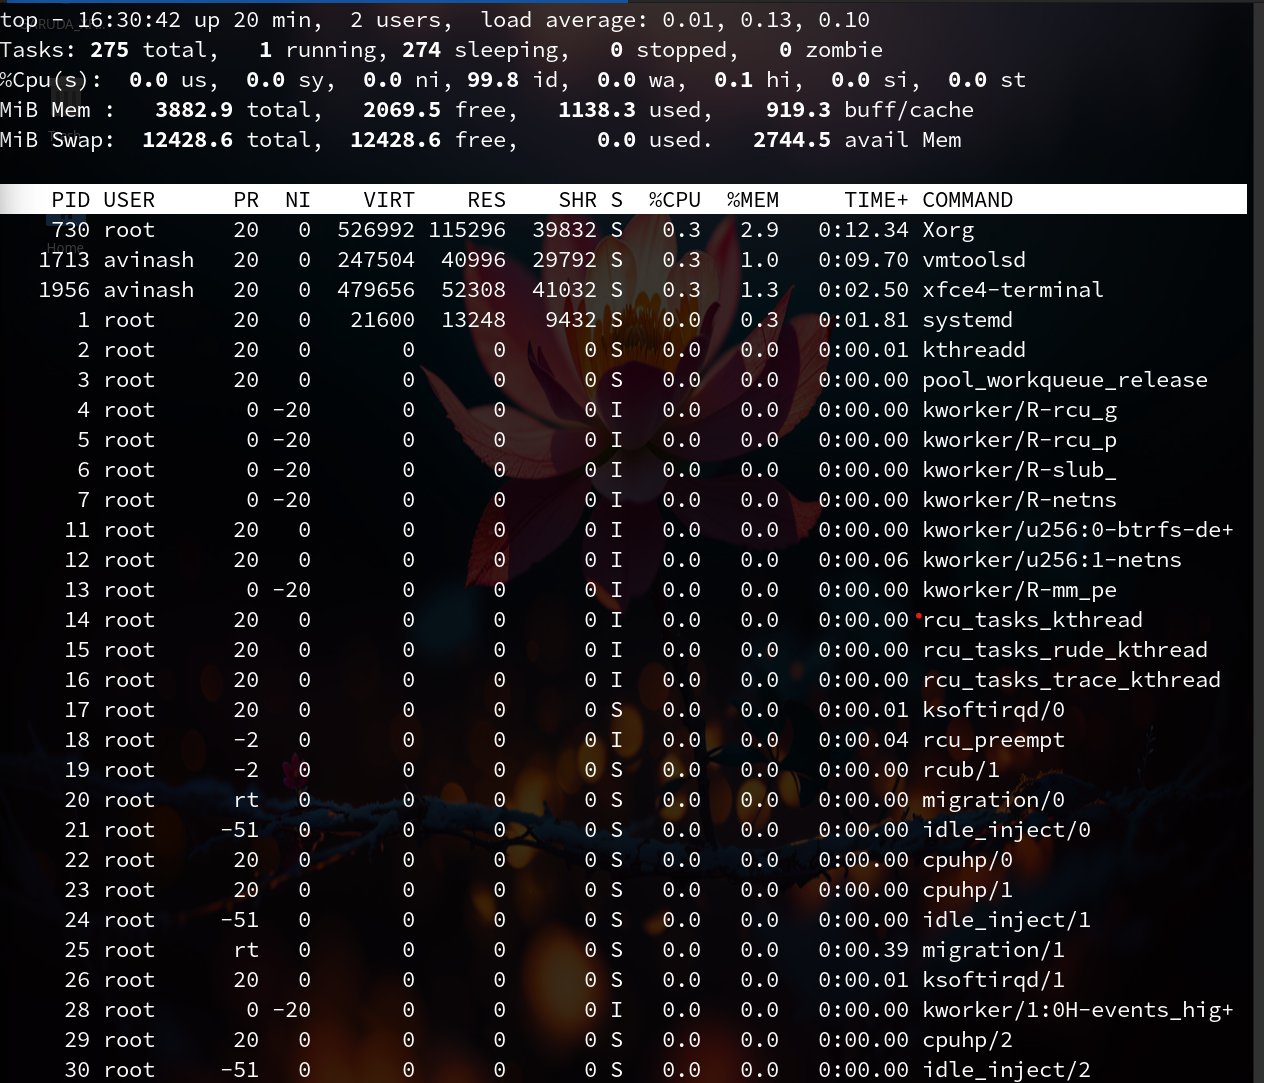 top - 16:30:42 up 20 min,  2 users,  load average: 0.01, 0.13, 0.10
Tasks: 275 total,   1 running, 274 sleeping,   0 stopped,   0 zombie
%Cpu(s):  0.0 us,  0.0 sy,  0.0 ni, 99.8 id,  0.0 wa,  0.1 hi,  0.0 si,  0.0 st
MiB Mem :   3882.9 total,   2069.5 free,   1138.3 used,    919.3 buff/cache
MiB Swap:  12428.6 total,  12428.6 free,      0.0 used.   2744.5 avail Mem
PID USER      PR  NI    VIRT    RES    SHR S  %CPU  %MEM     TIME+ COMMAND
730 root      20   0  526992 115296  39832 S   0.3   2.9   0:12.34 Xorg
Home
1713 avinash   20   0  247504  40996  29792 S   0.3   1.0   0:09.70 vmtoolsd
1956 avinash   20   0  479656  52308  41032 S   0.3   1.3   0:02.50 xfce4-terminal
1 root      20   0   21600  13248   9432 S   0.0   0.3   0:01.81 systemd
2 root      20   0       0      0      0 S   0.0   0.0   0:00.01 kthreadd
3 root      20   0       0      0      0 S   0.0   0.0   0:00.00 pool_workqueue_release
4 root       0 -20       0      0      0 I   0.0   0.0   0:00.00 kworker/R-rcu_g
5 root       0 -20       0      0      0 I   0.0   0.0   0:00.00 kworker/R-rcu_p
6 root       0 -20       0      0      0 I   0.0   0.0   0:00.00 kworker/R-slub_
7 root       0 -20       0      0      0 I   0.0   0.0   0:00.00 kworker/R-netns
11 root      20   0       0      0      0 I   0.0   0.0   0:00.00 kworker/u256:0-btrfs-de+
12 root      20   0       0      0      0 I   0.0   0.0   0:00.06 kworker/u256:1-netns
13 root       0 -20       0      0      0 I   0.0   0.0   0:00.00 kworker/R-mm_pe
14 root      20   0       0      0      0 I   0.0   0.0   0:00.00 rcu_tasks_kthread
15 root      20   0       0      0      0 I   0.0   0.0   0:00.00 rcu_tasks_rude_kthread
16 root      20   0       0      0      0 I   0.0   0.0   0:00.00 rcu_tasks_trace_kthread
17 root      20   0       0      0      0 S   0.0   0.0   0:00.01 ksoftirqd/0
18 root      -2   0       0      0      0 I   0.0   0.0   0:00.04 rcu_preempt
19 root      -2   0       0      0      0 S   0.0   0.0   0:00.00 rcub/1
20 root      rt   0       0      0      0 S   0.0   0.0   0:00.00 migration/0
21 root     -51   0       0      0      0 S   0.0   0.0   0:00.00 idle_inject/0
22 root      20   0       0      0      0 S   0.0   0.0   0:00.00 cpuhp/0
23 root      20   0       0      0      0 S   0.0   0.0   0:00.00 cpuhp/1
24 root     -51   0       0      0      0 S   0.0   0.0   0:00.00 idle_inject/1
25 root      rt   0       0      0      0 S   0.0   0.0   0:00.39 migration/1
26 root      20   0       0      0      0 S   0.0   0.0   0:00.01 ksoftirqd/1
28 root       0 -20       0      0      0 I   0.0   0.0   0:00.00 kworker/1:0H-events_hig+
29 root      20   0       0      0      0 S   0.0   0.0   0:00.00 cpuhp/2
30 root     -51   0       0      0      0 S   0.0   0.0   0:00.00 idle_inject/2